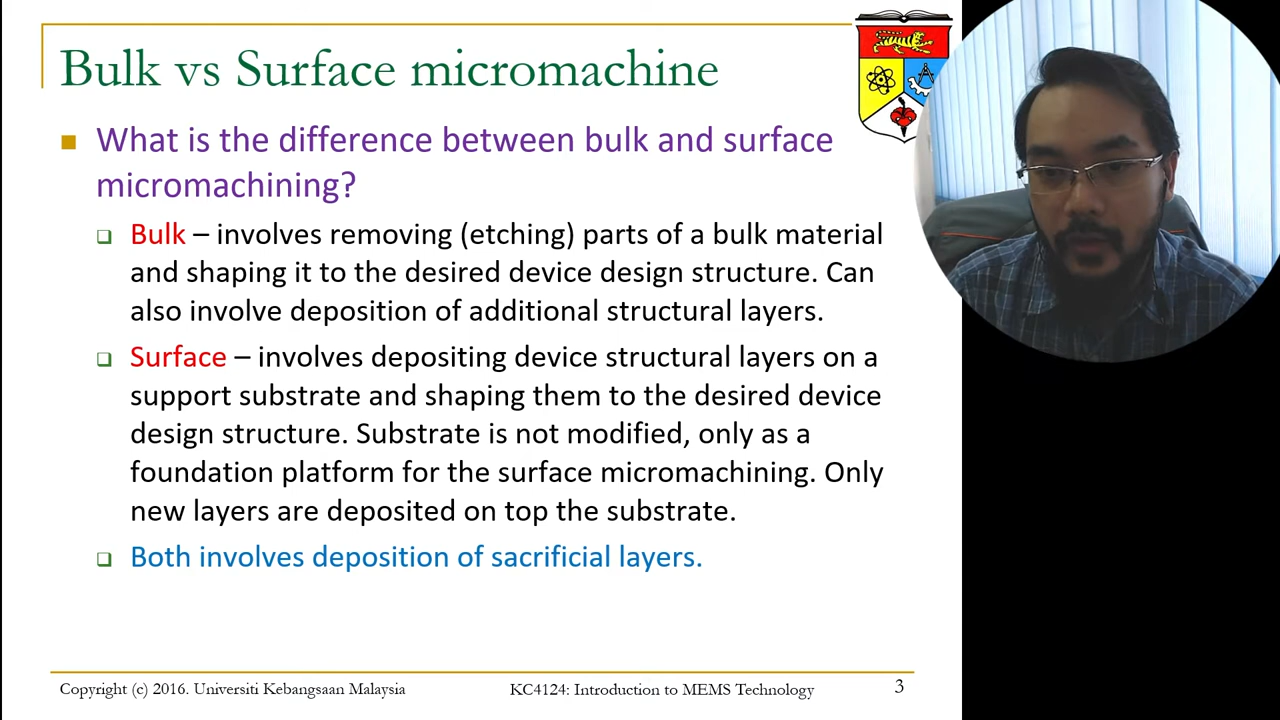 Bulk vs Surface micromachine
What is the difference between bulk and surface
micromachining?
Bulk – involves removing (etching) parts of a bulk material
and shaping it to the desired device design structure. Can
also involve deposition of additional structural layers.
Surface – involves depositing device structural layers on a
support substrate and shaping them to the desired device
design structure. Substrate is not modified, only as a
foundation platform for the surface micromachining. Only
new layers are deposited on top the substrate.
Both involves deposition of sacrificial layers.
Copyright (c) 2016. Universiti Kebangsaan Malaysia
KC4124: Introduction to MEMS Technology
3